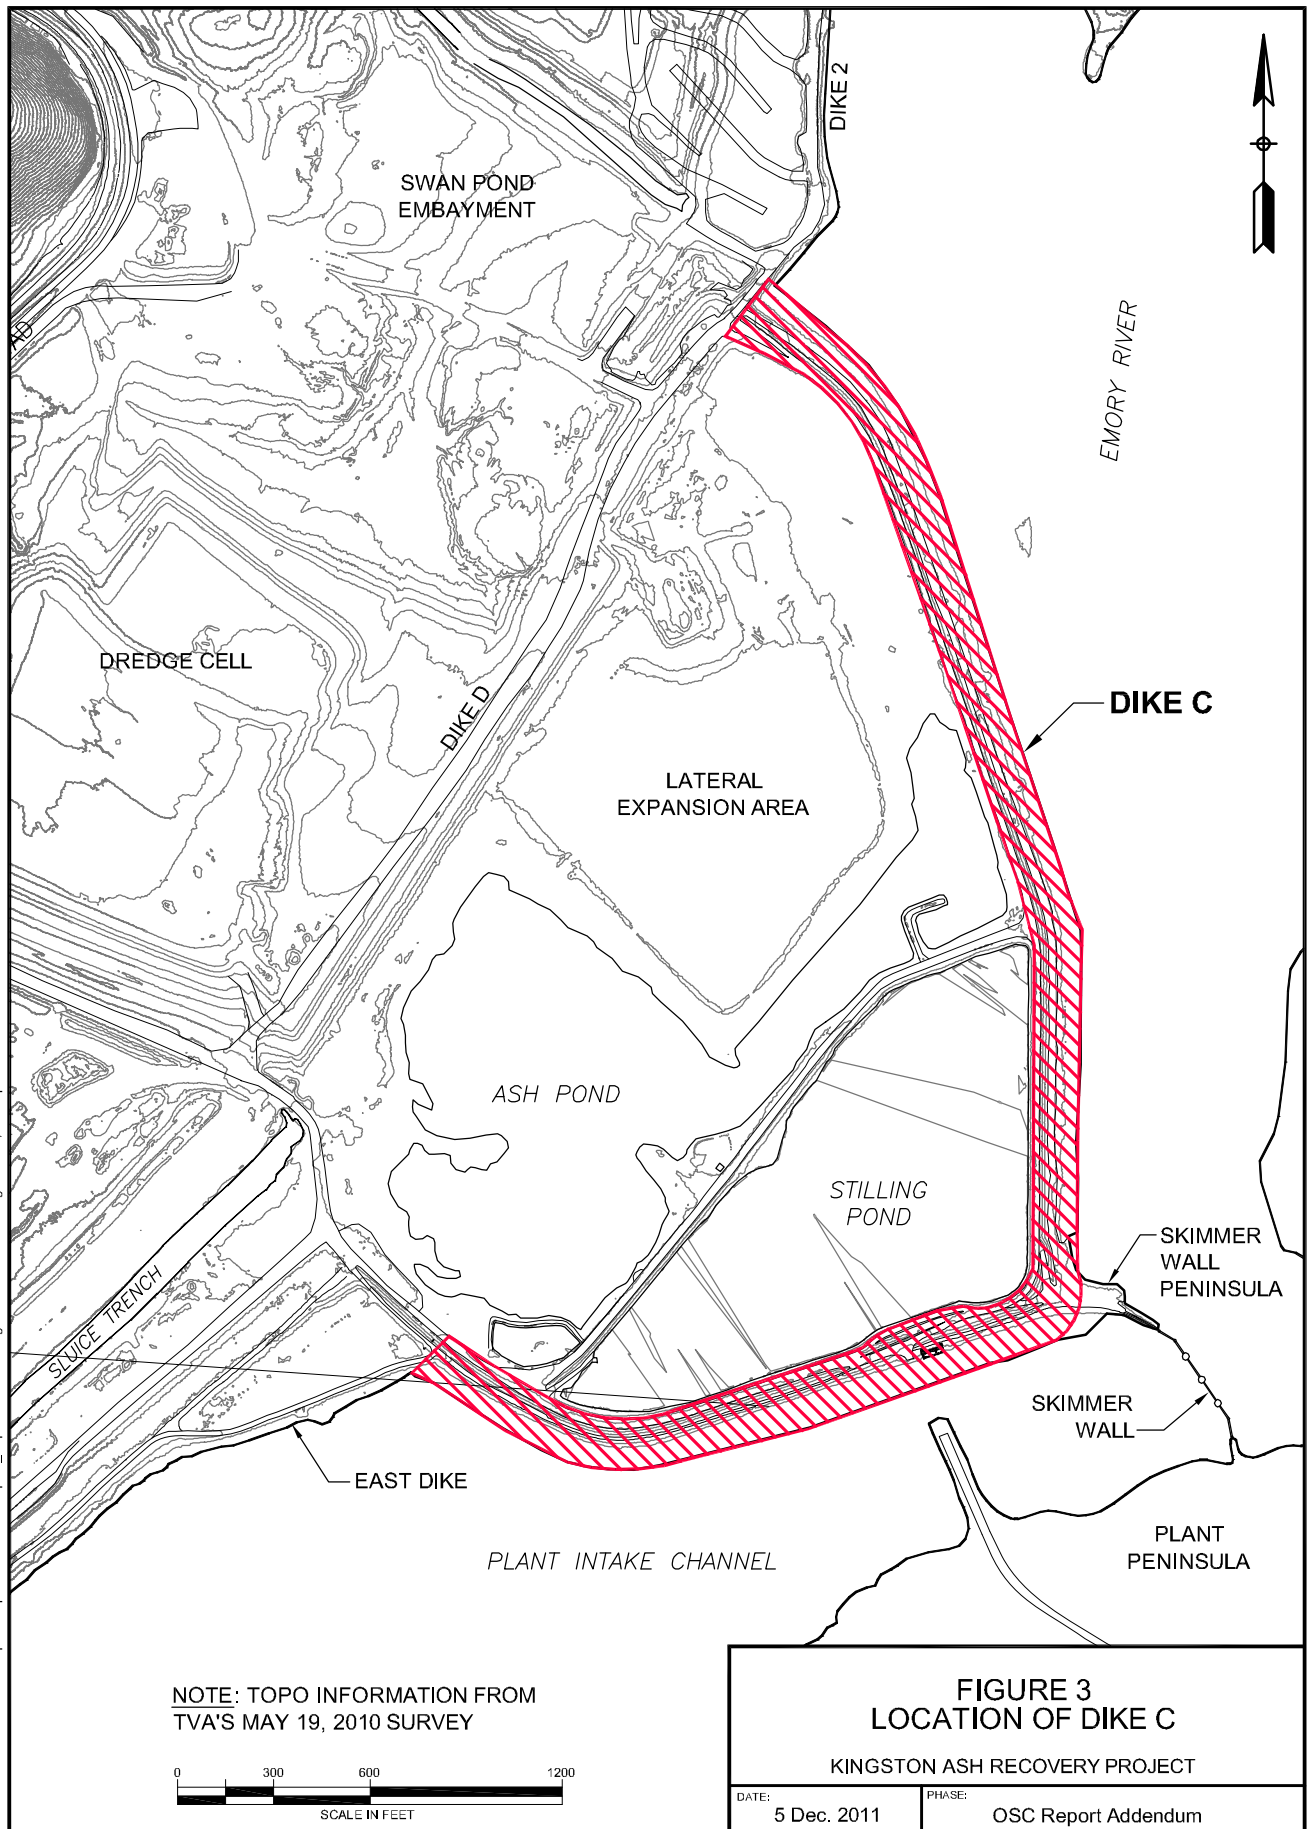 DIKE 2
SWAN POND
EMBAYMENT
EMORY RIVER
AD
DREDGE CELL
DIKE D
DIKE C
LATERAL
EXPANSION AREA
ASH POND
STILLING
POND
SKIMMER
WALL
PENINSULA
SLUICE TRENCH
SKIMMER
WALL
EAST DIKE
PLANT
PENINSULA
PLANT INTAKE CHANNEL
NOTE: TOPO INFORMATION FROM
TVA'S MAY 19, 2010 SURVEY
0 300 600 1200
SCALE IN FEET
FIGURE 3
LOCATION OF DIKE C
KINGSTON ASH RECOVERY PROJECT
DATE:
5 Dec. 2011
PHASE:
OSC Report Addendum